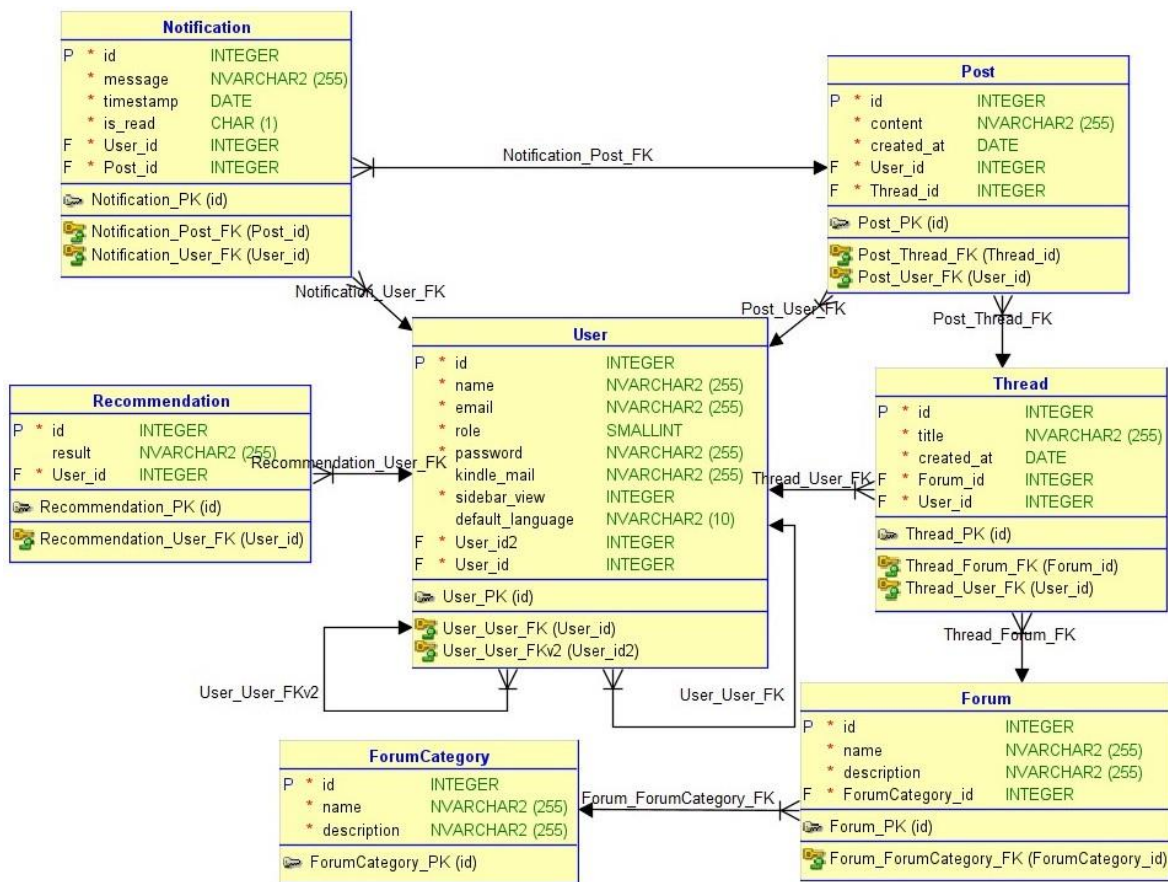 Notification
P * id INTEGER
* message NVARCHAR2 (255)
* timestamp DATE
* is_read CHAR (1)
F * User_id INTEGER
F * Post_id INTEGER
Notification_PK (id)
Notification_Post_FK (Post_id)
Notification_User_FK (User_id)
Notification_Post_FK
Post
P * id INTEGER
* content NVARCHAR2 (255)
* created_at DATE
F * User_id INTEGER
F * Thread_id INTEGER
Post_PK (id)
Post_Thread_FK (Thread_id)
Post_User_FK (User_id)
Notification_User_FK
Post_User_FK
Post_Thread_FK
User
P * id INTEGER
* name NVARCHAR2 (255)
* email NVARCHAR2 (255)
* role SMALLINT
* password NVARCHAR2 (255)
kindle_mail NVARCHAR2 (255)
* sidebar_view INTEGER
default_language NVARCHAR2 (10)
F * User_id2 INTEGER
F * User_id INTEGER
User_PK (id)
User_User_FK (User_id)
User_User_FKv2 (User_id2)
Recommendation
P * id INTEGER
result NVARCHAR2 (255)
F * User_id INTEGER
Recommendation_PK (id)
Recommendation_User_FK (User_id)
Recommendation_User_FK
Thread_User_FK
Thread
P * id INTEGER
* title NVARCHAR2 (255)
* created_at DATE
F * Forum_id INTEGER
F * User_id INTEGER
Thread_PK (id)
Thread_Forum_FK (Forum_id)
Thread_User_FK (User_id)
Thread_Forum_FK
User_User_FKv2
User_User_FK
ForumCategory
P * id INTEGER
* name NVARCHAR2 (255)
* description NVARCHAR2 (255)
ForumCategory_PK (id)
Forum_ForumCategory_FK
Forum
P * id INTEGER
* name NVARCHAR2 (255)
* description NVARCHAR2 (255)
F * ForumCategory_id INTEGER
Forum_PK (id)
Forum_ForumCategory_FK (ForumCategory_id)